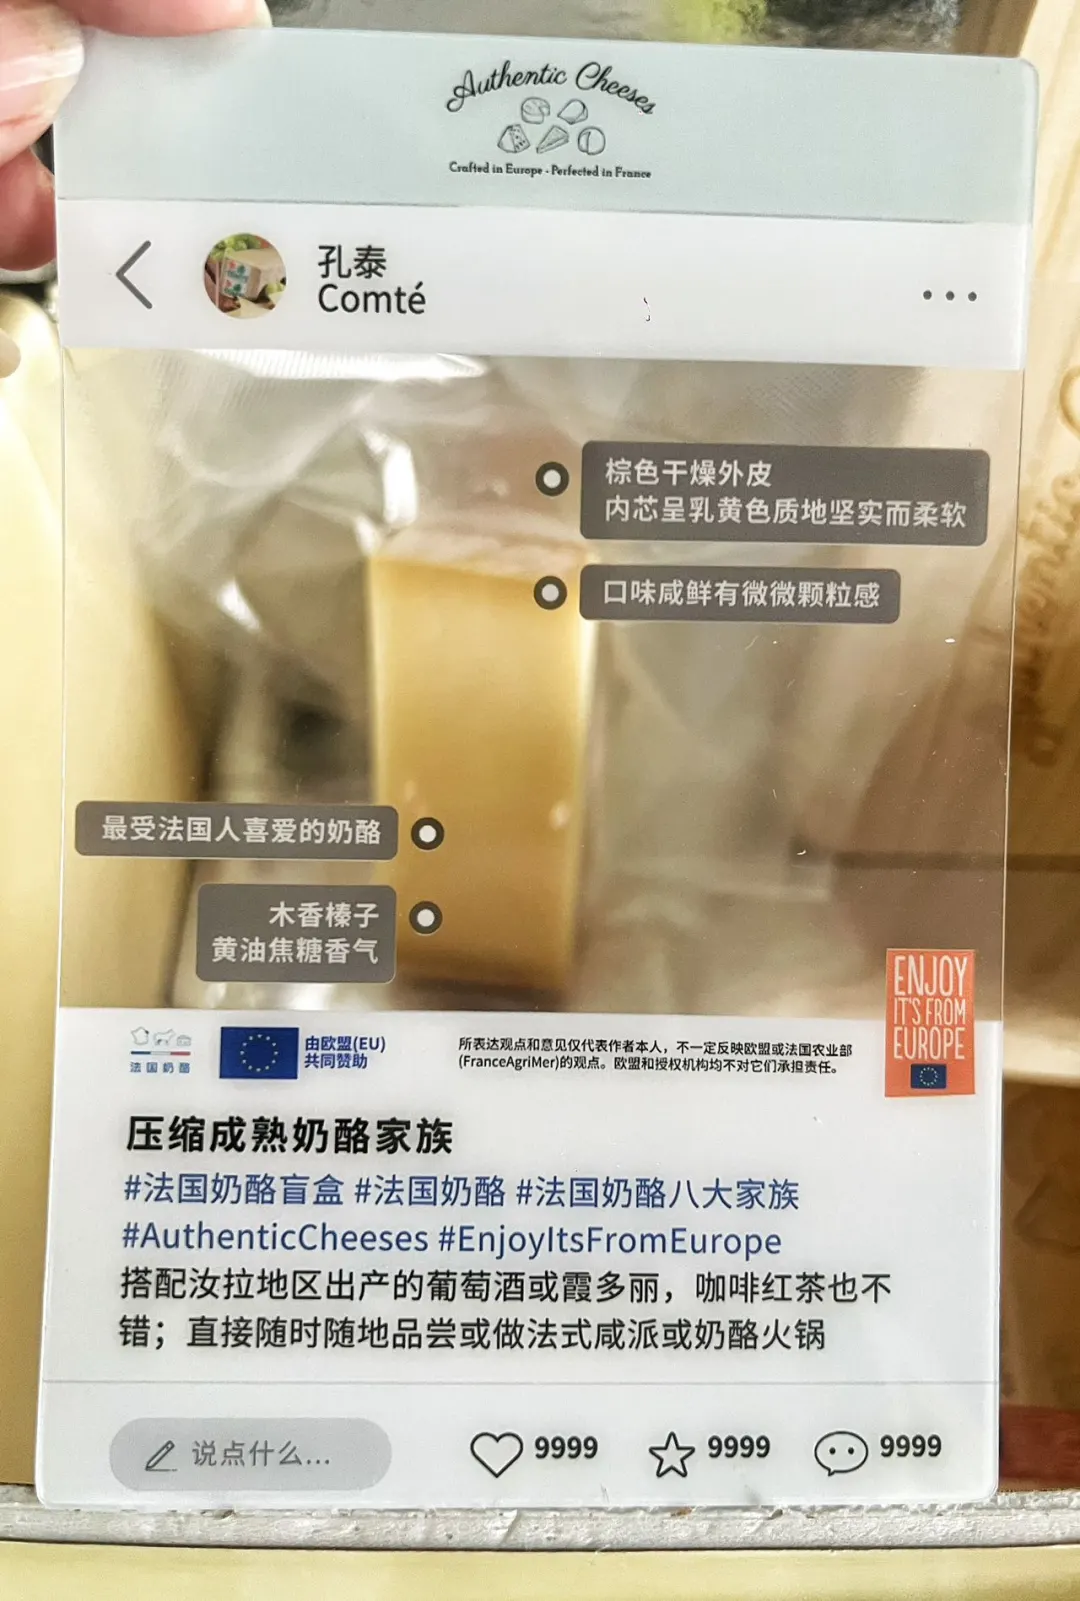 Authentic Cheeses
Crafted in Europe - Perfected in France
孔泰
Comté
棕色干燥外皮
内芯呈乳黄色质地坚实而柔软
口味咸鲜有微微颗粒感
最受法国人喜爱的奶酪
木香榛子
黄油焦糖香气
ENJOY
IT'S FROM
EUROPE
法国奶酪
由欧盟(EU)
共同赞助
所表达观点和意见仅代表作者本人，不一定反映欧盟或法国农业部
(FranceAgriMer)的观点。欧盟和授权机构均不对它们承担责任。
压缩成熟奶酪家族
#法国奶酪盲盒 #法国奶酪 #法国奶酪八大家族
#AuthenticCheeses #EnjoyItsFromEurope
搭配汝拉地区出产的葡萄酒或霞多丽，咖啡红茶也不
错；直接随时随地品尝或做法式咸派或奶酪火锅
说点什么...
9999
9999
9999